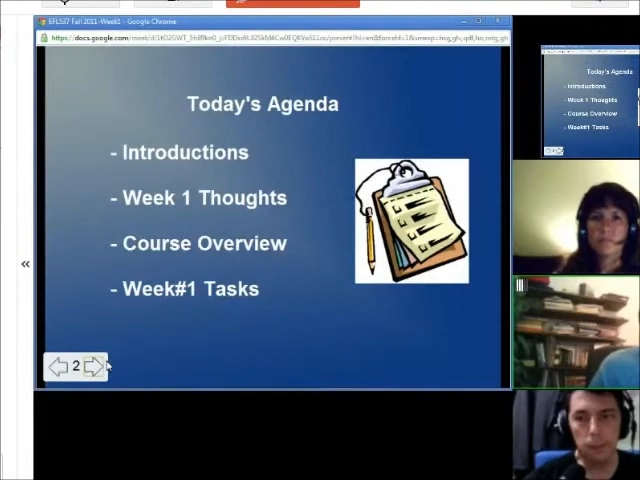 EFL537 Fall 2011 -Week1 - Google Chrome
Today's Agenda
- Introductions
- Week 1 Thoughts
- Course Overview
- Week#1 Tasks
2
Today's Agenda
- Introductions
- Week 1 Thoughts
- Course Overview
- Week#1 Tasks